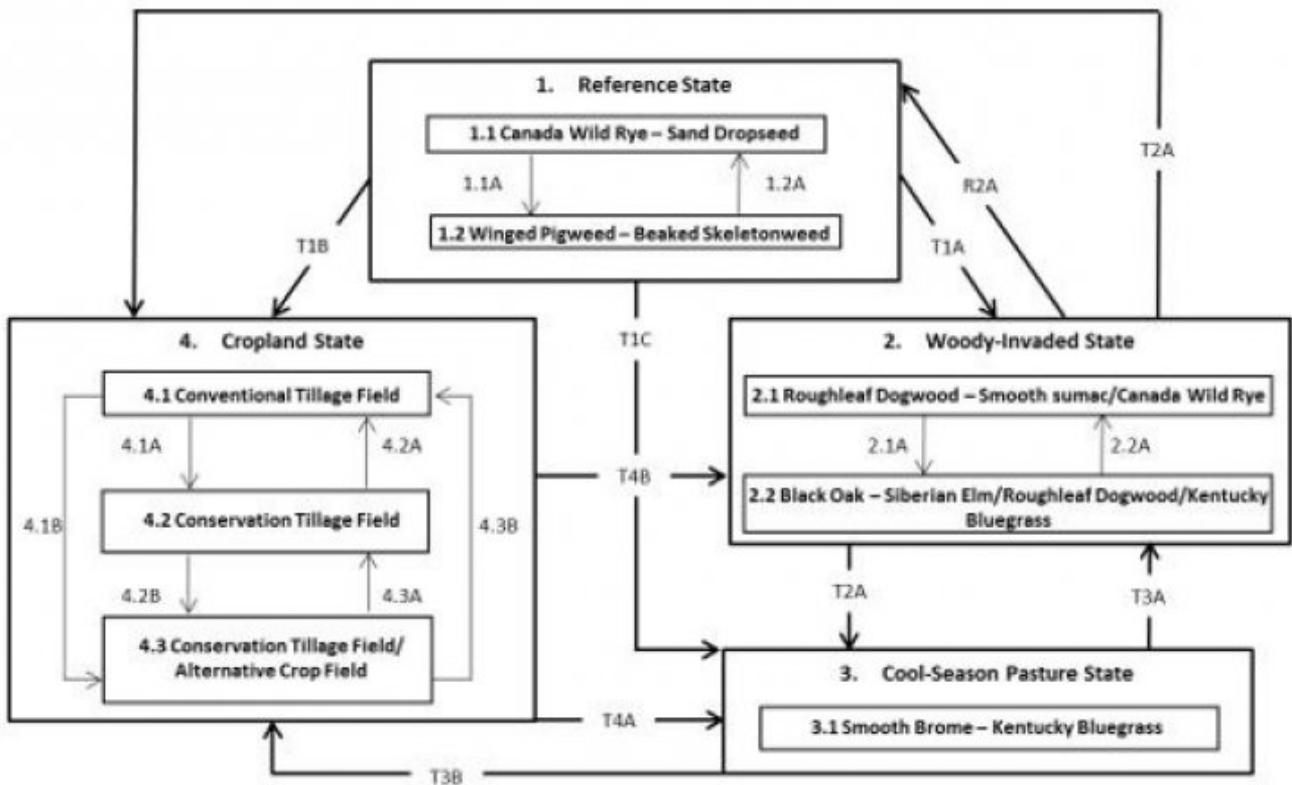 1. Reference State
1.1 Canada Wild Rye – Sand Dropseed
1.1A
1.2A
1.2 Winged Pigweed – Beaked Skeletonweed
T1B
T1A
R2A
T2A
T1C
4. Cropland State
4.1 Conventional Tillage Field
4.1A
4.2A
4.2 Conservation Tillage Field
4.1B
4.3B
4.2B
4.3A
4.3 Conservation Tillage Field/
Alternative Crop Field
T4B
2. Woody-Invaded State
2.1 Roughleaf Dogwood – Smooth sumac/Canada Wild Rye
2.1A
2.2A
2.2 Black Oak – Siberian Elm/Roughleaf Dogwood/Kentucky
Bluegrass
T2A
T3A
3. Cool-Season Pasture State
3.1 Smooth Brome – Kentucky Bluegrass
T4A
T3B